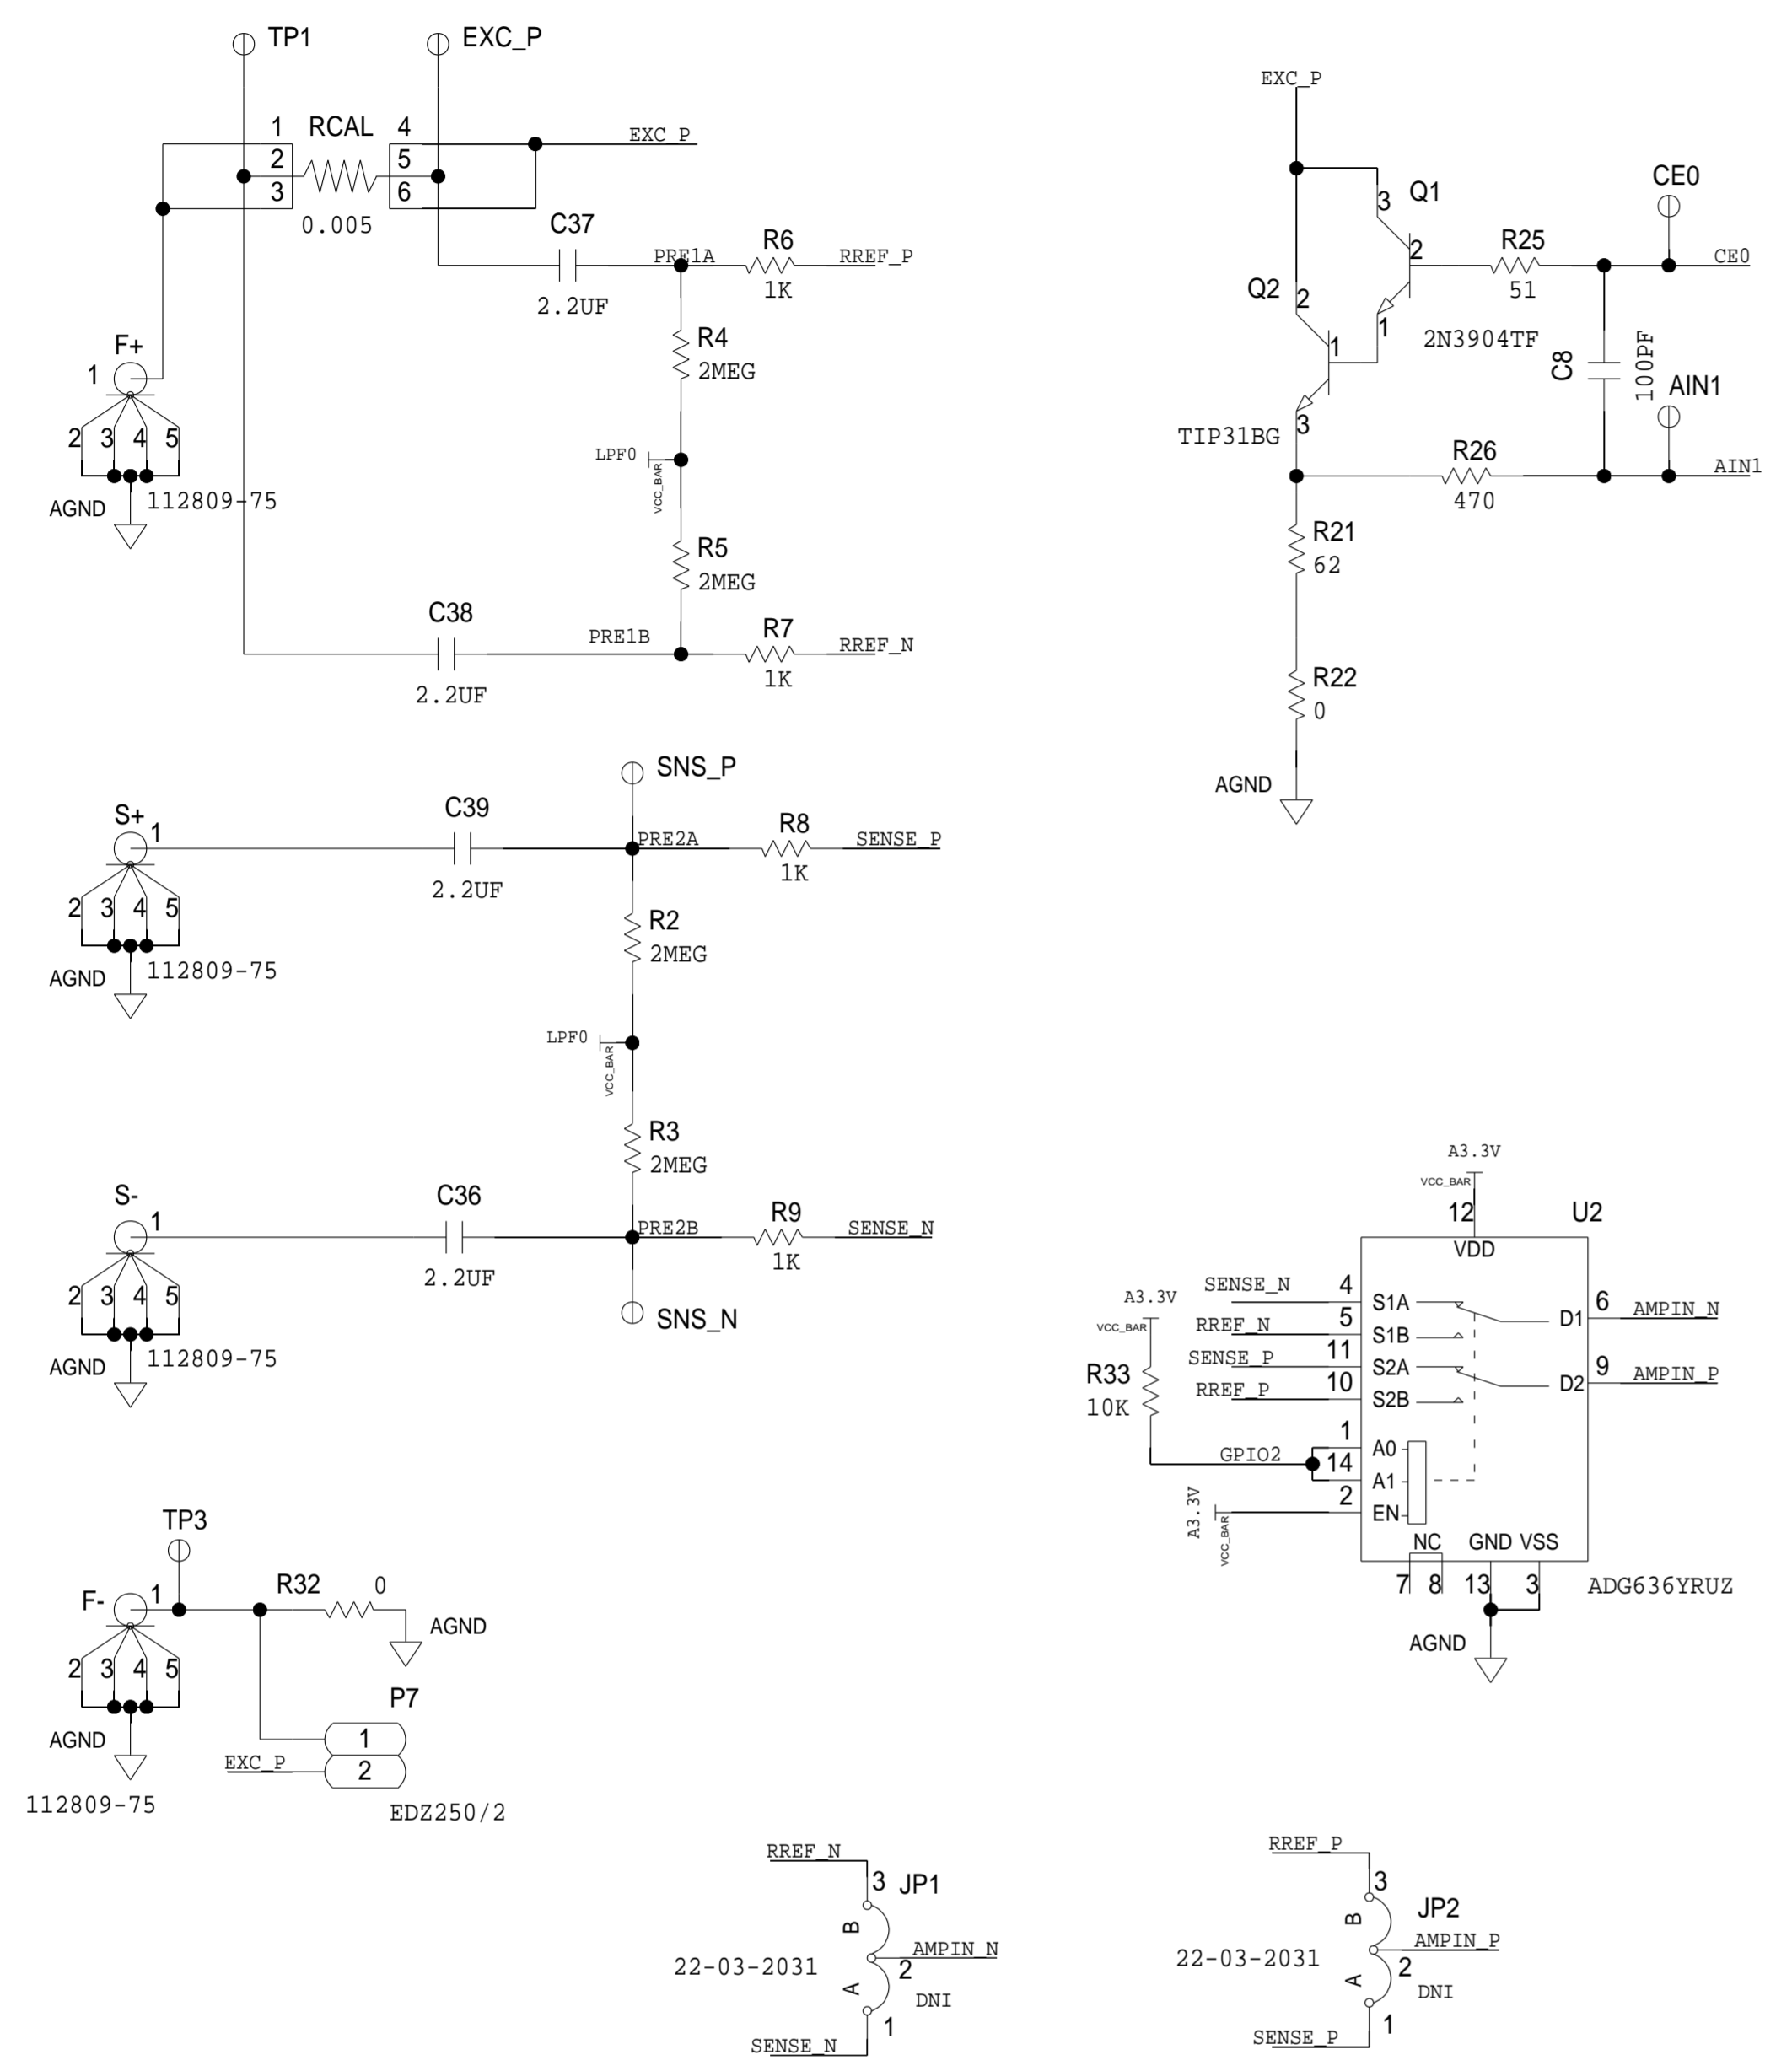 TP1
EXC_P
1
RCAL
4
EXC_P
2
5
3
6
0.005
C37
PRE1A
R6
RREF_P
2.2UF
1K
F+
1
R4
2MEG
2
3
4
5
LPF0
VCC_BAR
AGND
112809-75
R5
2MEG
C38
PRE1B
R7
RREF_N
2.2UF
1K
EXC_P
3
Q1
CE0
2
R25
CE0
Q2
2
51
1
1
2N3904TF
C8
100PF
AIN1
3
TIP31BG
R26
AIN1
470
R21
62
R22
0
AGND
SNS_P
S+
1
C39
PRE2A
R8
SENSE_P
2.2UF
1K
2
3
4
5
R2
2MEG
AGND
112809-75
LPF0
VCC_BAR
R3
2MEG
S-
1
C36
PRE2B
R9
SENSE_N
2.2UF
1K
2
3
4
5
SNS_N
AGND
112809-75
A3.3V
VCC_BAR
12
U2
VDD
SENSE_N
4
S1A
6
AMPIN_N
A3.3V
VCC_BAR
RREF_N
5
S1B
D1
SENSE_P
11
S2A
9
AMPIN_P
R33
10K
RREF_P
10
S2B
D2
1
A0
GPIO2
14
A1
A3.3V
VCC_BAR
2
EN
NC
GND
VSS
7
8
13
3
ADG636YRUZ
AGND
TP3
F-
1
R32
0
AGND
2
3
4
5
P7
AGND
1
EXC_P
2
112809-75
EDZ250/2
RREF_N
3
JP1
B
AMPIN_N
22-03-2031
2
A
DNI
1
SENSE_N
RREF_P
3
JP2
B
AMPIN_P
22-03-2031
2
A
DNI
1
SENSE_P